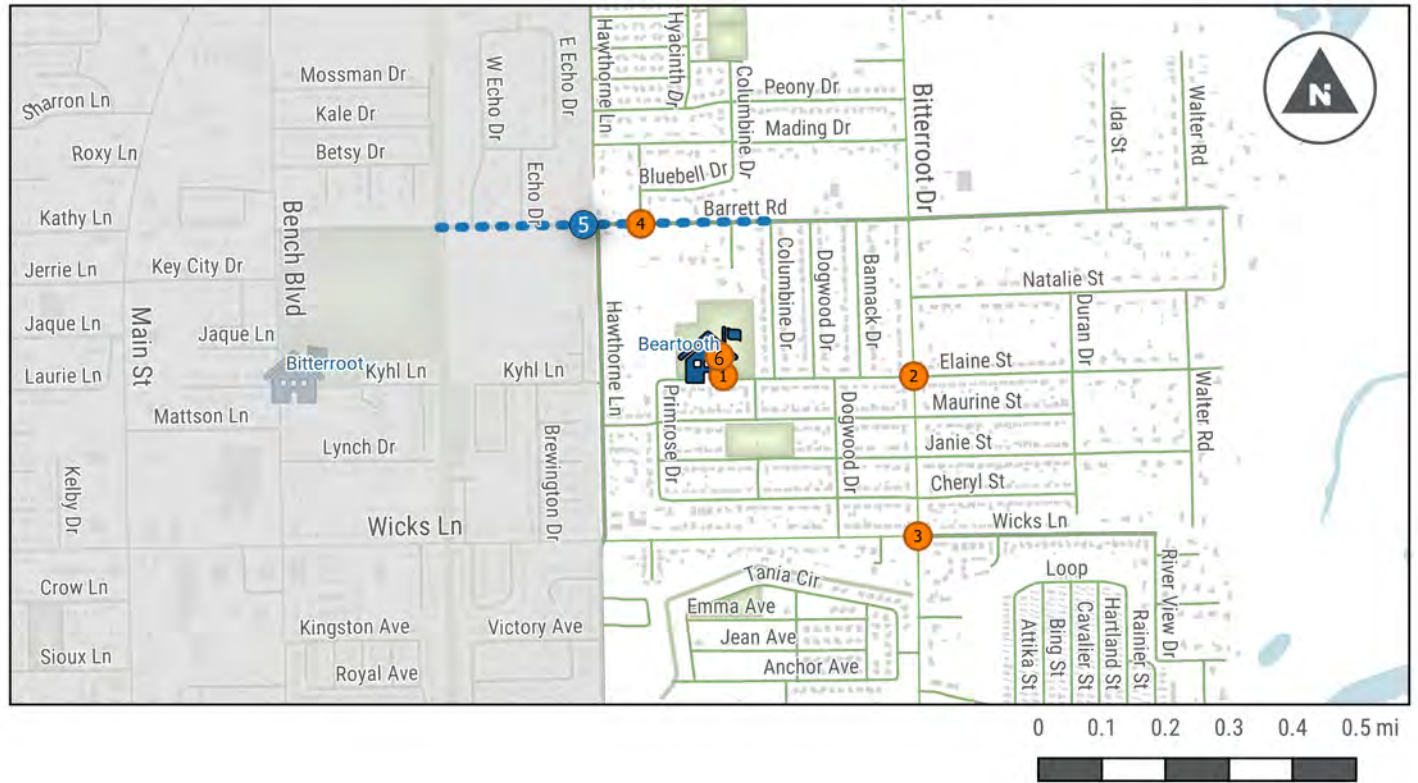 Sharron Ln
Mossman Dr
W Echo Dr
E Echo Dr
Hawthorne Ln
Hyacinth Dr
Columbine Dr
Peony Dr
Bitterroot Dr
Ida St
Walter Rd
N
Kale Dr
Mading Dr
Roxy Ln
Betsy Dr
Echo Dr
Bluebell Dr
Kathy Ln
Bench Blvd
5
4
Barrett Rd
Jerrie Ln
Key City Dr
Columbine Dr
Dogwood Dr
Bannack Dr
Natalie St
Jaque Ln
Main St
Jaque Ln
Hawthorne Ln
Beartooth
6
1
2
Elaine St
Duran Dr
Laurie Ln
Bitterroot
Kyhl Ln
Kyhl Ln
Primrose Dr
Dogwood Dr
Maurine St
Walter Rd
Mattson Ln
Lynch Dr
Brewington Dr
Janie St
Kelby Dr
Cheryl St
Wicks Ln
3
Wicks Ln
Crow Ln
Tania Cir
Loop
River View Dr
Emma Ave
Kingston Ave
Victory Ave
Jean Ave
Attika St
Bing St
Cavalier St
Hartland St
Rainier St
Sioux Ln
Royal Ave
Anchor Ave
0 0.1 0.2 0.3 0.4 0.5 mi